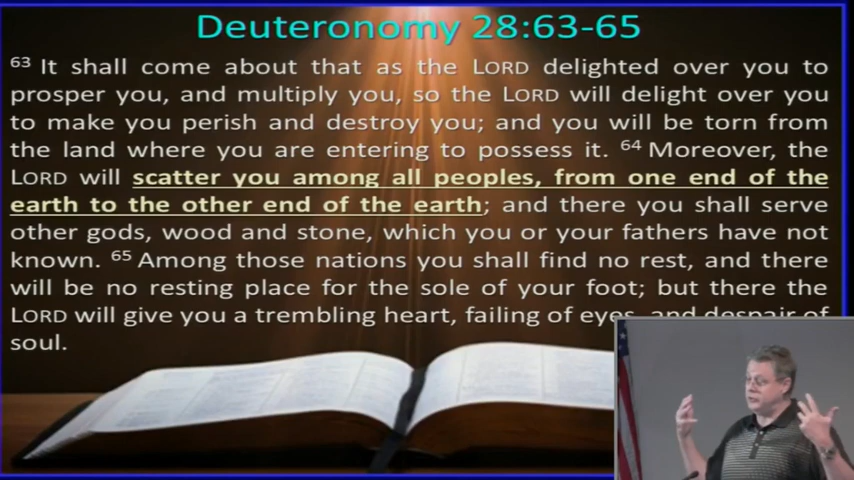 Deuteronomy 28:63-65
63 It shall come about that as the LORD delighted over you to
prosper you, and multiply you, so the LORD will delight over you
to make you perish and destroy you; and you will be torn from
the land where you are entering to possess it. 64 Moreover, the
LORD will scatter you among all peoples, from one end of the
earth to the other end of the earth; and there you shall serve
other gods, wood and stone, which you or your fathers have not
known. 65 Among those nations you shall find no rest, and there
will be no resting place for the sole of your foot; but there the
LORD will give you a trembling heart, failing of eyes, and despair of
soul.